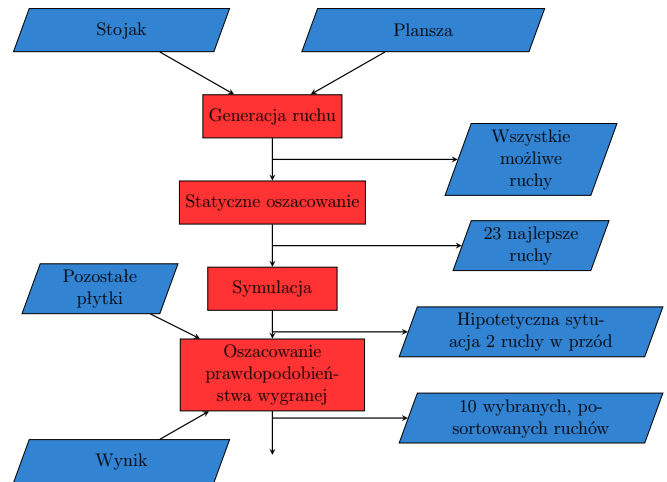 Stojak
Plansza
Generacja ruchu
Wszystkie
możliwe
ruchy
Statyczne oszacowanie
23 najlepsze
ruchy
Pozostałe
płytki
Symulacja
Hipotetyczna sytu-
acja 2 ruchy w przód
Oszacowanie
prawdopodobień-
stwa wygranej
10 wybranych, po-
sortowanych ruchów
Wynik